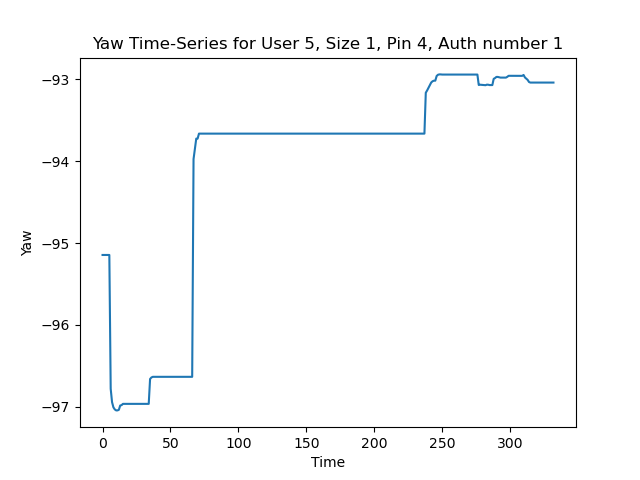 Yaw Time-Series for User 5, Size 1, Pin 4, Auth number 1
−93
−94
−95
−96
−97
Yaw
0 50 100 150 200 250 300
Time